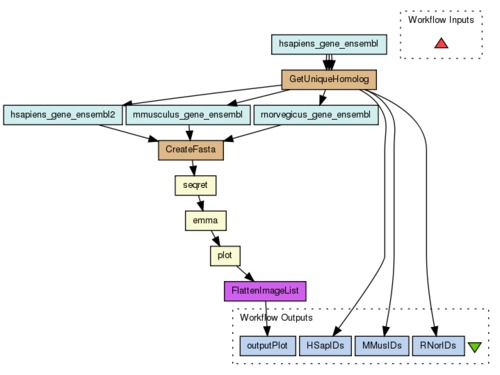 Workflow Inputs
hsapiens_gene_ensembl
GetUniqueHomolog
hsapiens_gene_ensembl2
mmusculus_gene_ensembl
rnorvegicus_gene_ensembl
CreateFasta
seqret
emma
plot
FlattenImageList
Workflow Outputs
outputPlot
HSapIDs
MMusIDs
RNorIDs